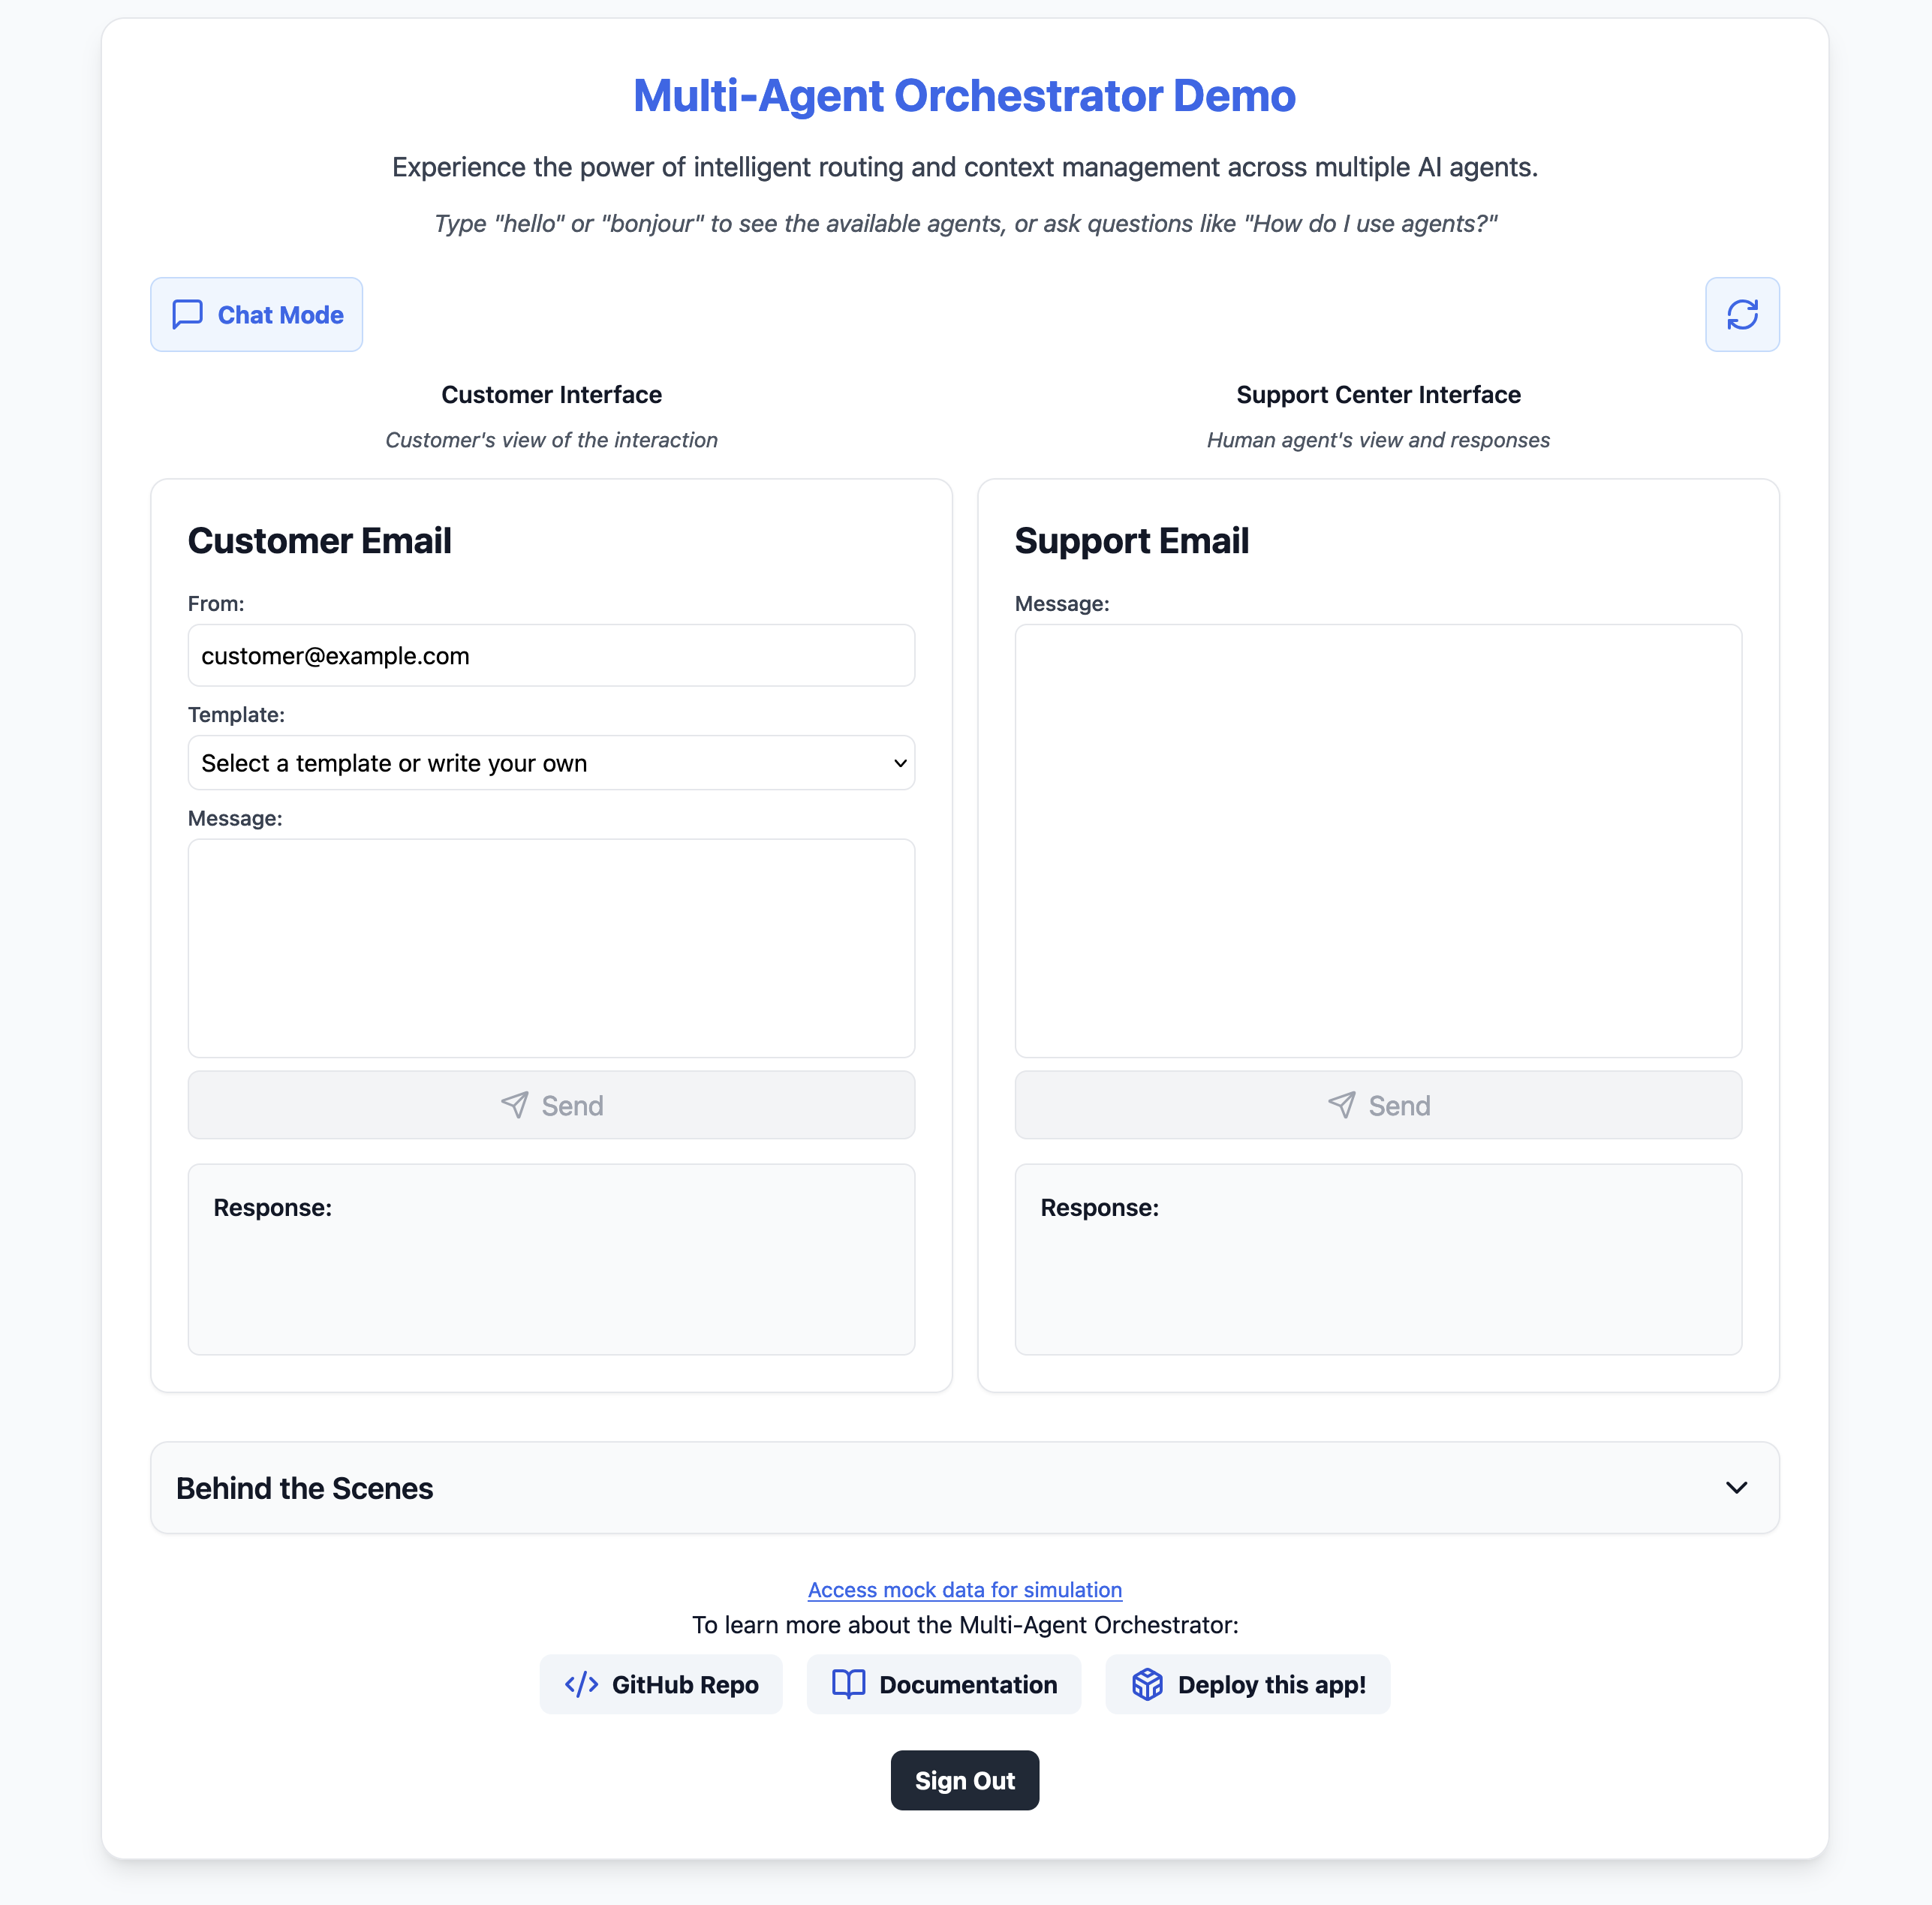 Multi-Agent Orchestrator Demo
Experience the power of intelligent routing and context management across multiple AI agents.
Type "hello" or "bonjour" to see the available agents, or ask questions like "How do I use agents?"
Chat Mode
Customer Interface
Customer's view of the interaction
Support Center Interface
Human agent's view and responses
Customer Email
From:
customer@example.com
Template:
Select a template or write your own
Message:
Send
Response:
Support Email
Message:
Send
Response:
Behind the Scenes
Access mock data for simulation
To learn more about the Multi-Agent Orchestrator:
GitHub Repo
Documentation
Deploy this app!
Sign Out